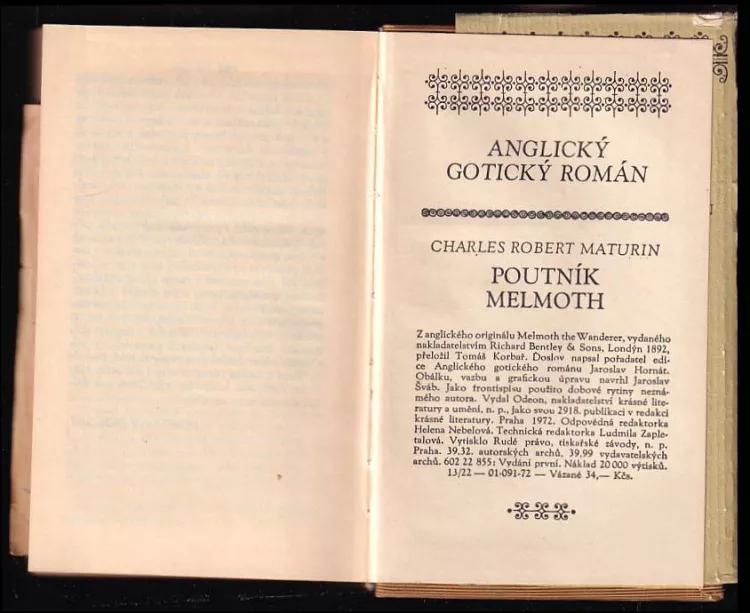 ANGLICKÝ
GOTICKÝ ROMÁN
CHARLES ROBERT MATURIN
POUTNÍK
MELMOTH
Z anglického originálu Melmoth the Wanderer, vydaného
nakladatelstvím Richard Bentley & Sons, Londýn 1892,
přeložil Tomáš Korbař. Doslov napsal pořadatel edi-
ce Anglického gotického románu Jaroslav Hornát.
Obálku, vazbu a grafickou úpravu navrhl Jaroslav
Šváb. Jako frontispisu použito dobové rytiny nezná-
mého autora. Vydal Odeon, nakladatelství krásné lite-
ratury a umění, n. p., jako svou 2918. publikaci v redakci
krásné literatury. Praha 1972. Odpovědná redaktorka
Helena Nebelová. Technická redaktorka Ludmila Zaple-
talová. Vytisklo Rudé právo, tiskařské závody, n. p.
Praha. 39,32. autorských archů, 39,99 vydavatelských
archů. 602 22 855: Vydání první. Náklad 20 000 výtisků.
13/22 — 01-091-72 — Vázané 34,— Kčs.